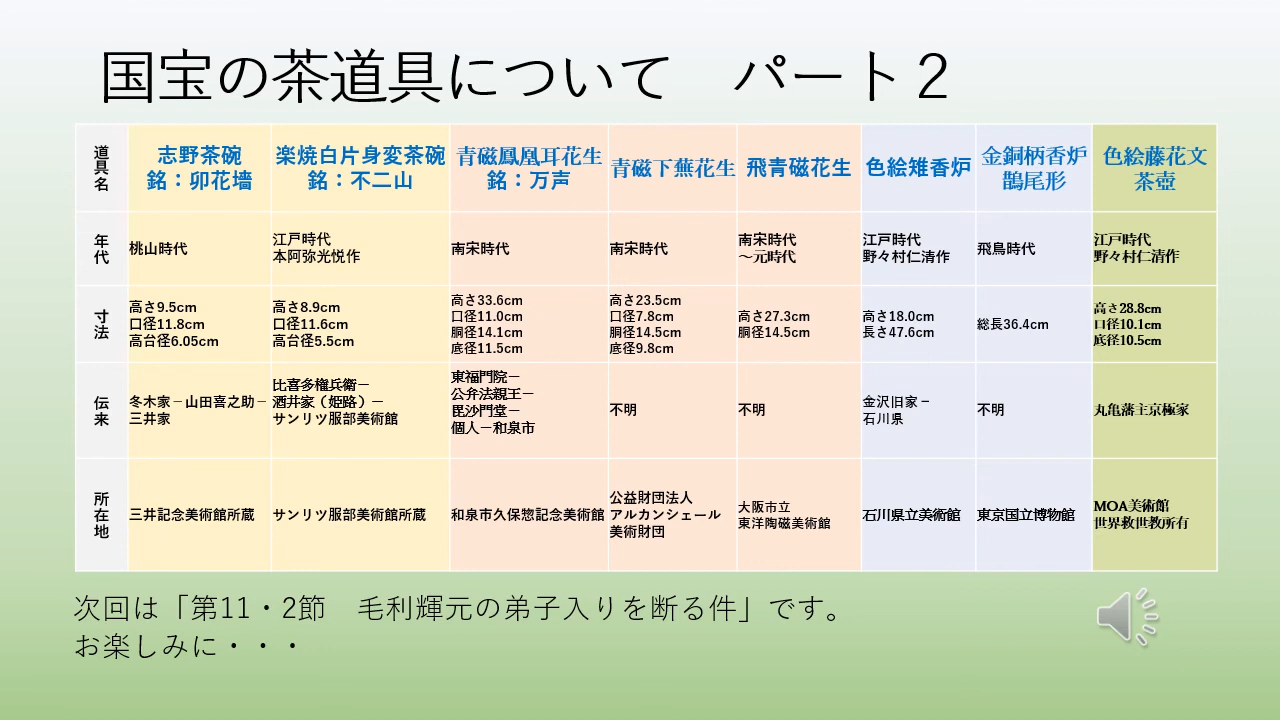 国宝の茶道具について　パート２
道具名
志野茶碗
銘：卯花墻
楽焼白片身変茶碗
銘：不二山
青磁鳳凰耳花生
銘：万声
青磁下蕪花生
飛青磁花生
色絵雉香炉
金銅柄香炉
鵲尾形
色絵藤花文
茶壺
年代
桃山時代
江戸時代
本阿弥光悦作
南宋時代
南宋時代
南宋時代
～元時代
江戸時代
野々村仁清作
飛鳥時代
江戸時代
野々村仁清作
寸法
高さ9.5cm
口径11.8cm
高台径6.05cm
高さ8.9cm
口径11.6cm
高台径5.5cm
高さ33.6cm
口径11.0cm
胴径14.1cm
底径11.5cm
高さ23.5cm
口径7.8cm
胴径14.5cm
底径9.8cm
高さ27.3cm
胴径14.5cm
高さ18.0cm
長さ47.6cm
総長36.4cm
高さ28.8cm
口径10.1cm
底径10.5cm
伝来
冬木家－山田喜之助－
三井家
比喜多権兵衛－
酒井家（姫路）－
サンリツ服部美術館
東福門院－
公弁法親王－
毘沙門堂－
個人－和泉市
不明
不明
金沢旧家－
石川県
不明
丸亀藩主京極家
所在地
三井記念美術館所蔵
サンリツ服部美術館所蔵
和泉市久保惣記念美術館
公益財団法人
アルカンシェール
美術財団
大阪市立
東洋陶磁美術館
石川県立美術館
東京国立博物館
MOA美術館
世界救世教所有
次回は「第11・2節　毛利輝元の弟子入りを断る件」です。
お楽しみに・・・